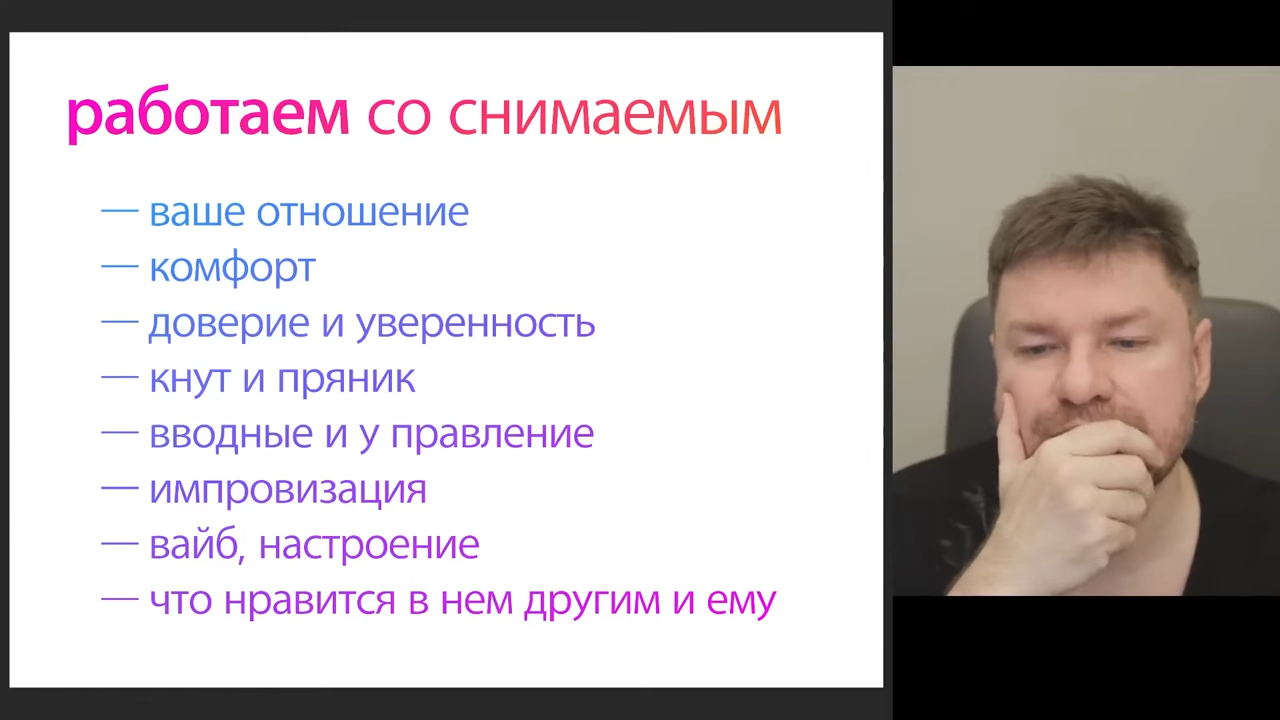 работаем со снимаемым
— ваше отношение
— комфорт
— доверие и уверенность
— кнут и пряник
— вводные и у правление
— импровизация
— вайб, настроение
— что нравится в нем другим и ему